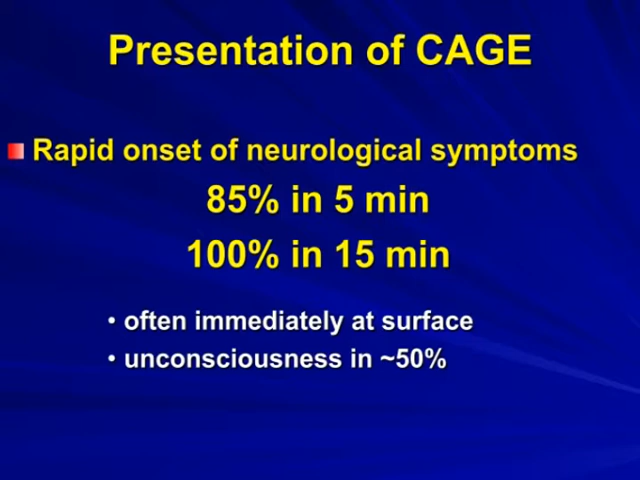 Presentation of CAGE
Rapid onset of neurological symptoms
85% in 5 min
100% in 15 min
• often immediately at surface
• unconsciousness in ~50%